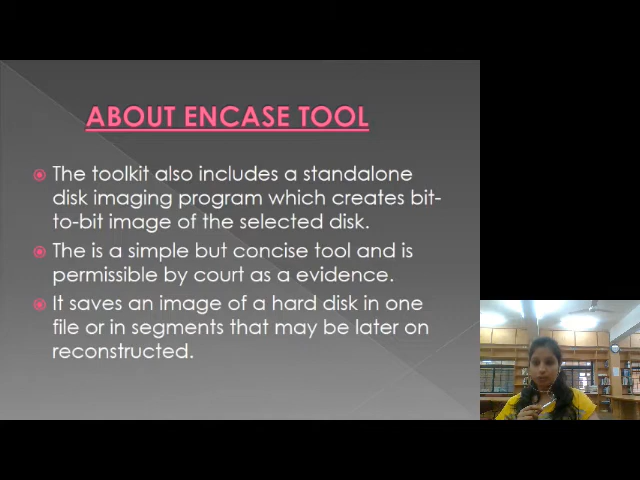 ABOUT ENCASE TOOL
The toolkit also includes a standalone
disk imaging program which creates bit-
to-bit image of the selected disk.
The is a simple but concise tool and is
permissible by court as a evidence.
It saves an image of a hard disk in one
file or in segments that may be later on
reconstructed.